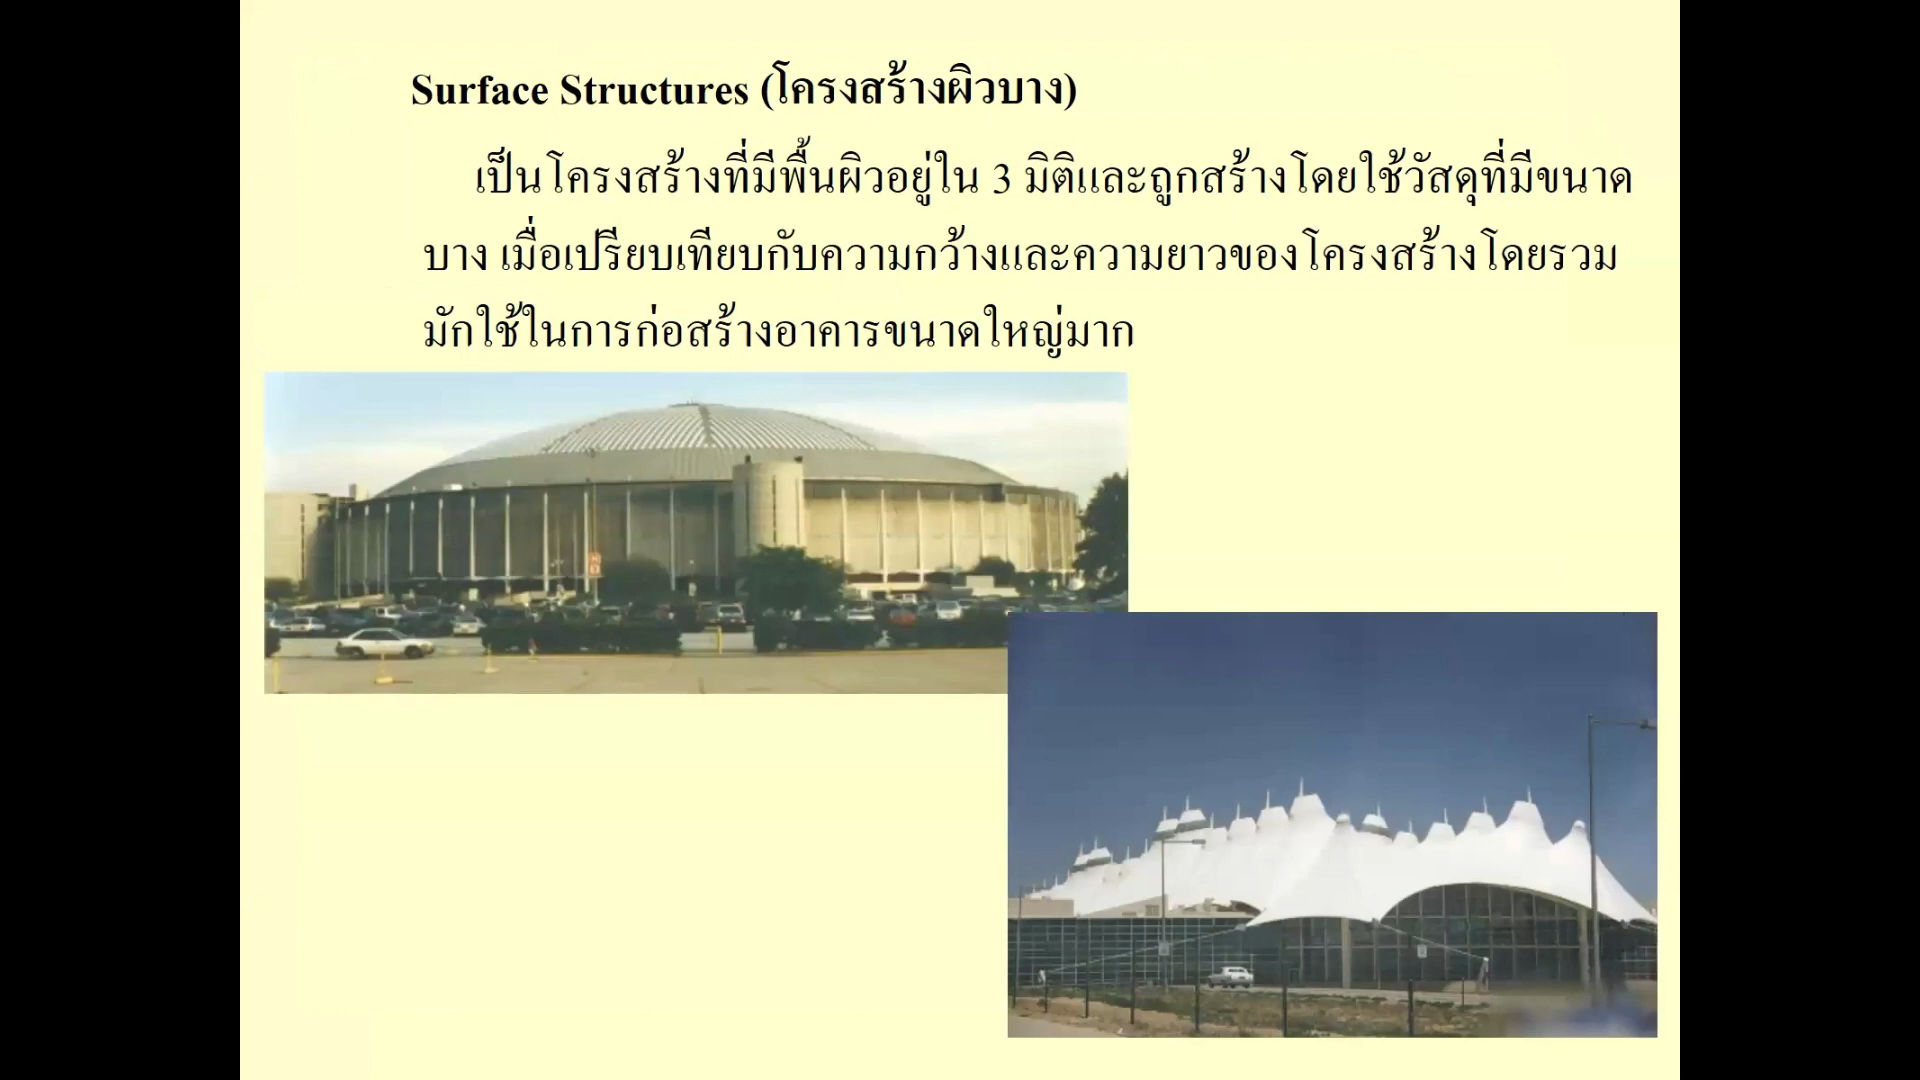 Surface Structures (โครงสร้างผิวบาง)
เป็นโครงสร้างที่มีพื้นผิวอยู่ใน 3 มิติและถูกสร้างโดยใช้วัสดุที่มีขนาด
บาง เมื่อเปรียบเทียบกับความกว้างและความยาวของโครงสร้างโดยรวม
มักใช้ในการก่อสร้างอาคารขนาดใหญ่มาก